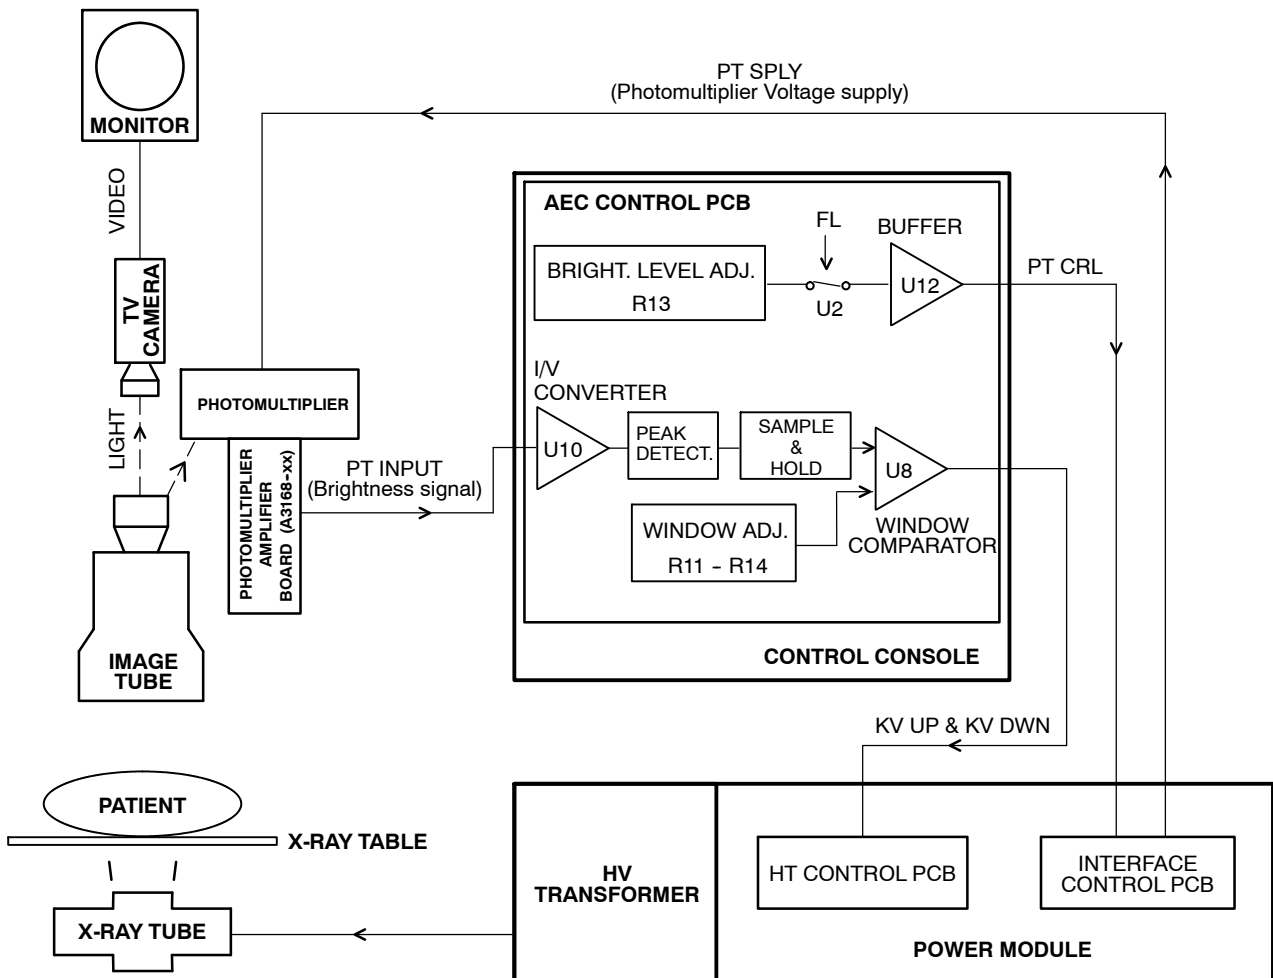 MONITOR
VIDEO
TV
CAMERA
LIGHT
PHOTOMULTIPLIER
PHOTOMULTIPLIER
AMPLIFIER
BOARD (A3168-xx)
IMAGE
TUBE
PT SPLY
(Photomultiplier Voltage supply)
PT INPUT
(Brightness signal)
AEC CONTROL PCB
BRIGHT. LEVEL ADJ.
R13
FL
U2
BUFFER
U12
PT CRL
I/V
CONVERTER
U10
PEAK
DETECT.
SAMPLE
&
HOLD
U8
WINDOW
COMPARATOR
WINDOW ADJ.
R11 - R14
CONTROL CONSOLE
KV UP & KV DWN
PATIENT
X-RAY TABLE
X-RAY TUBE
HV
TRANSFORMER
HT CONTROL PCB
INTERFACE
CONTROL PCB
POWER MODULE